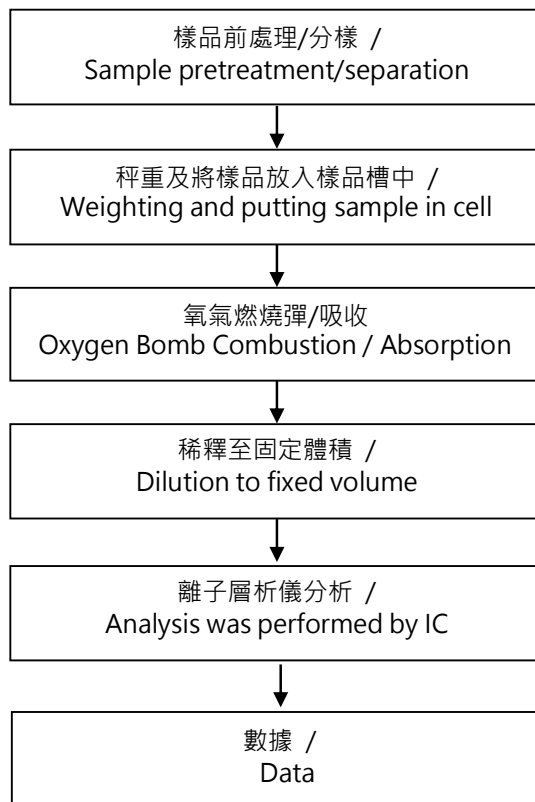 樣品前處理/分樣 /
Sample pretreatment/separation
秤重及將樣品放入樣品槽中 /
Weighting and putting sample in cell
氧氣燃燒彈/吸收
Oxygen Bomb Combustion / Absorption
稀釋至固定體積 /
Dilution to fixed volume
離子層析儀分析 /
Analysis was performed by IC
數據 /
Data